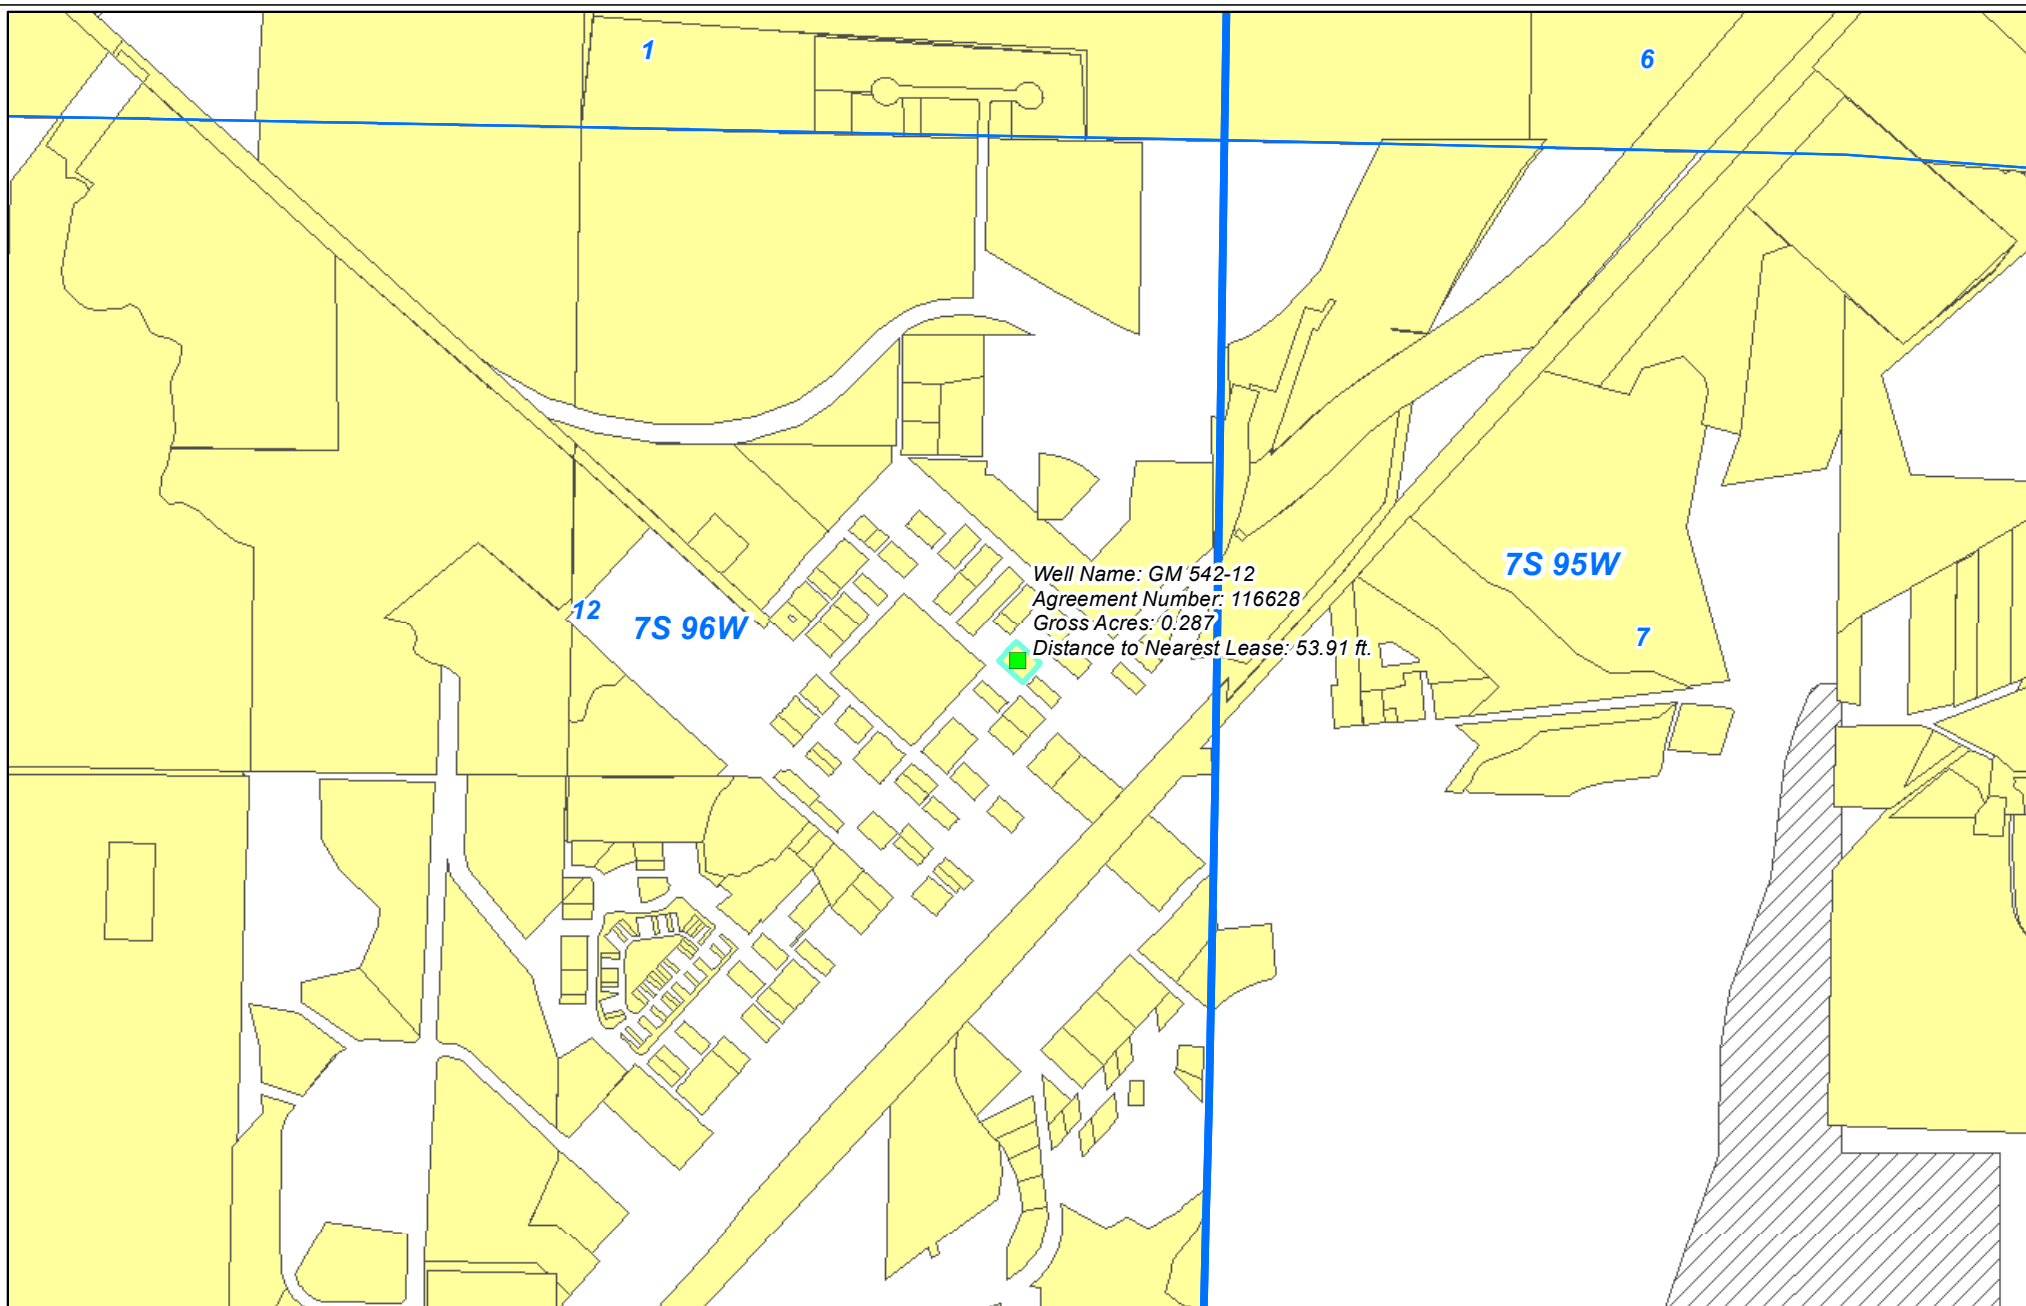 1
6
Well Name: GM 542-12
Agreement Number: 116628
Gross Acres: 0.287
Distance to Nearest Lease: 53.91 ft.
7S 95W
12
7S 96W
7